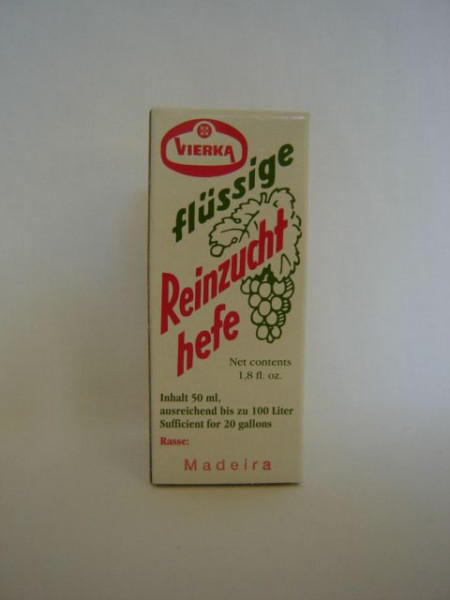 VIERKA
flüssige
Reinzucht
hefe
Net contents
1,8 fl. oz.
Inhalt 50 ml,
ausreichend bis zu 100 Liter
Sufficient for 20 gallons
Rasse:
Madeira